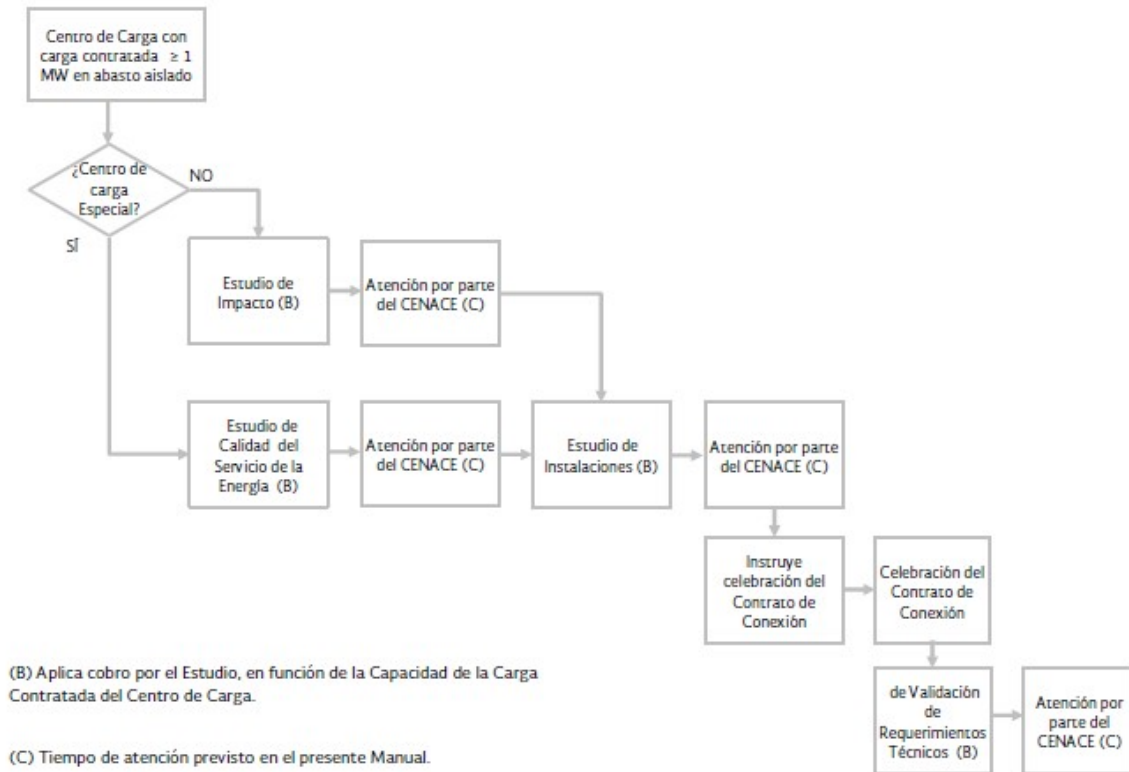 Centro de Carga con
carga contratada ≥ 1
MW en abasto aislado
¿Centro de
carga
Especial?
NO
SÍ
Estudio de
Impacto (B)
Atención por parte
del CENACE (C)
Estudio de
Calidad del
Servicio de la
Energía (B)
Atención por parte
del CENACE (C)
Estudio de
Instalaciones (B)
Atención por parte
del CENACE (C)
Instruye
celebración del
Contrato de
Conexión
Celebración del
Contrato de
Conexión
de Validación
de
Requerimientos
Técnicos (B)
Atención por
parte del
CENACE (C)
(B) Aplica cobro por el Estudio, en función de la Capacidad de la Carga
Contratada del Centro de Carga.
(C) Tiempo de atención previsto en el presente Manual.